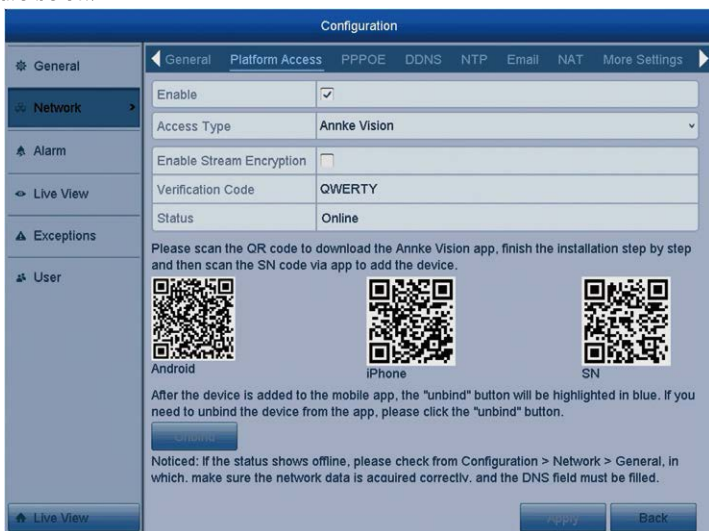 Configuration
General
Network
Alarm
Live View
Exceptions
User
Live View
General Platform Access PPPOE DDNS NTP Email NAT More Settings
Enable
Access Type Annke Vision
Enable Stream Encryption
Verification Code QWERTY
Status Online
Please scan the QR code to download the Annke Vision app, finish the installation step by step
and then scan the SN code via app to add the device.
Android iPhone SN
After the device is added to the mobile app, the "unbind" button will be highlighted in blue. If you
need to unbind the device from the app, please click the "unbind" button.
Unbind
Noticed: If the status shows offline, please check from Configuration > Network > General, in
which, make sure the network data is acquired correctly, and the DNS field must be filled.
Apply Back